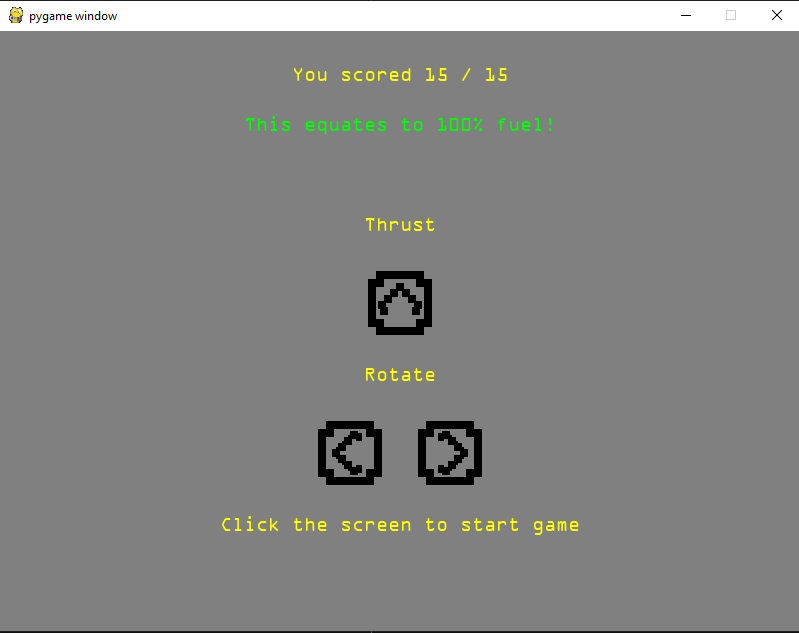 pygame window
You scored 15 / 15
This equates to 100% fuel!
Thrust
Rotate
Click the screen to start game